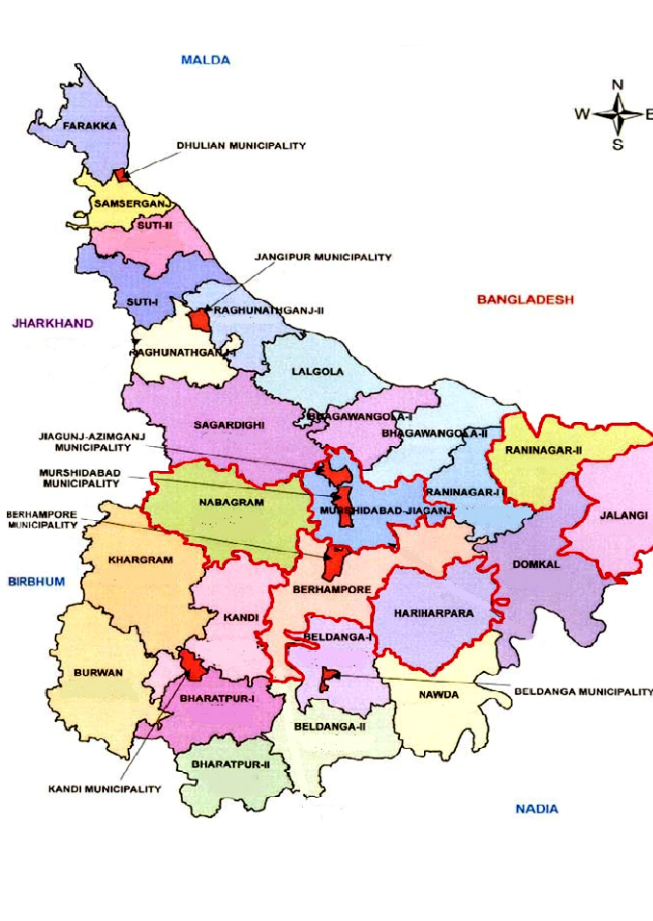 MALDA
N
W
E
S
FARAKKA
DHULIAN MUNICIPALITY
SAMSERGANJ
SUTI-II
JANGIPUR MUNICIPALITY
BANGLADESH
SUTI-I
RAGHUNATHGANJ-II
JHARKHAND
RAGHUNATHGANJ-I
LALGOLA
SAGARDIGHI
BHAGAWANGOLA-I
BHAGAWANGOLA-II
JIAGUNJ-AZIMGANJ
MUNICIPALITY
RANINAGAR-II
MURSHIDABAD
MUNICIPALITY
NABAGRAM
RANINAGAR-I
MURSHIDABAD-JIAGANJ
JALANGI
BERHAMPORE
MUNICIPALITY
KHARGRAM
DOMKAL
BIRBHUM
BERHAMPORE
KANDI
HARIHARPARA
BELDANGA-I
BURWAN
BHARATPUR-I
NAWDA
BELDANGA MUNICIPALITY
BELDANGA-II
BHARATPUR-II
KANDI MUNICIPALITY
NADIA